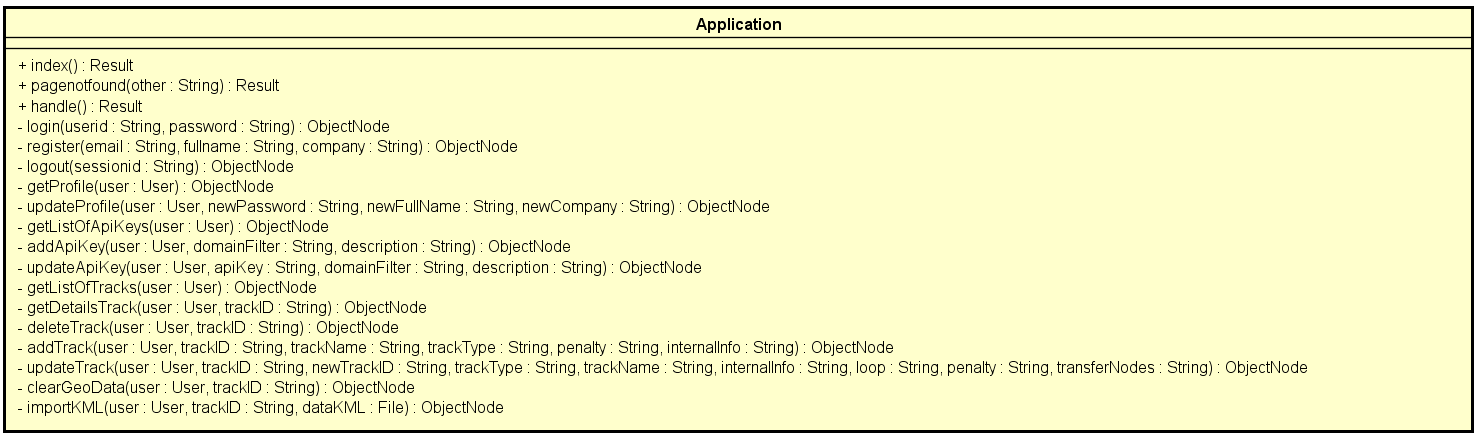 Application
+ index() : Result
+ pagenotfound(other : String) : Result
+ handle() : Result
- login(userid : String, password : String) : ObjectNode
- register(email : String, fullname : String, company : String) : ObjectNode
- logout(sessionid : String) : ObjectNode
- getProfile(user : User) : ObjectNode
- updateProfile(user : User, newPassword : String, newFullName : String, newCompany : String) : ObjectNode
- getListOfApiKeys(user : User) : ObjectNode
- addApiKey(user : User, domainFilter : String, description : String) : ObjectNode
- updateApiKey(user : User, apiKey : String, domainFilter : String, description : String) : ObjectNode
- getListOfTracks(user : User) : ObjectNode
- getDetailsTrack(user : User, trackID : String) : ObjectNode
- deleteTrack(user : User, trackID : String) : ObjectNode
- addTrack(user : User, trackID : String, trackName : String, trackType : String, penalty : String, internalInfo : String) : ObjectNode
- updateTrack(user : User, trackID : String, newTrackID : String, trackType : String, trackName : String, internalInfo : String, loop : String, penalty : String, transferNodes : String) : ObjectNode
- clearGeoData(user : User, trackID : String) : ObjectNode
- importKML(user : User, trackID : String, dataKML : File) : ObjectNode